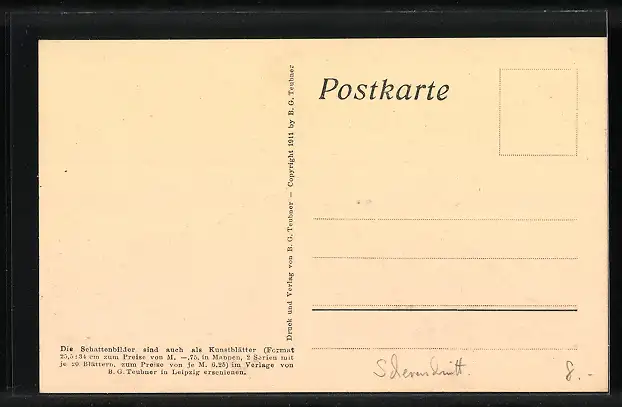 Postkarte
Druck und Verlag von B. G. Teubner – Copyright 1911 by B. G. Teubner
Die Schattenbilder sind auch als Kunstblätter (Format
25,5:34 cm zum Preise von M. —.75, in Mappen, 2 Serien mit
je 10 Blättern, zum Preise von je M. 6.25) im Verlage von
B. G. Teubner in Leipzig erschienen.
Scherenschnitt. 8.-